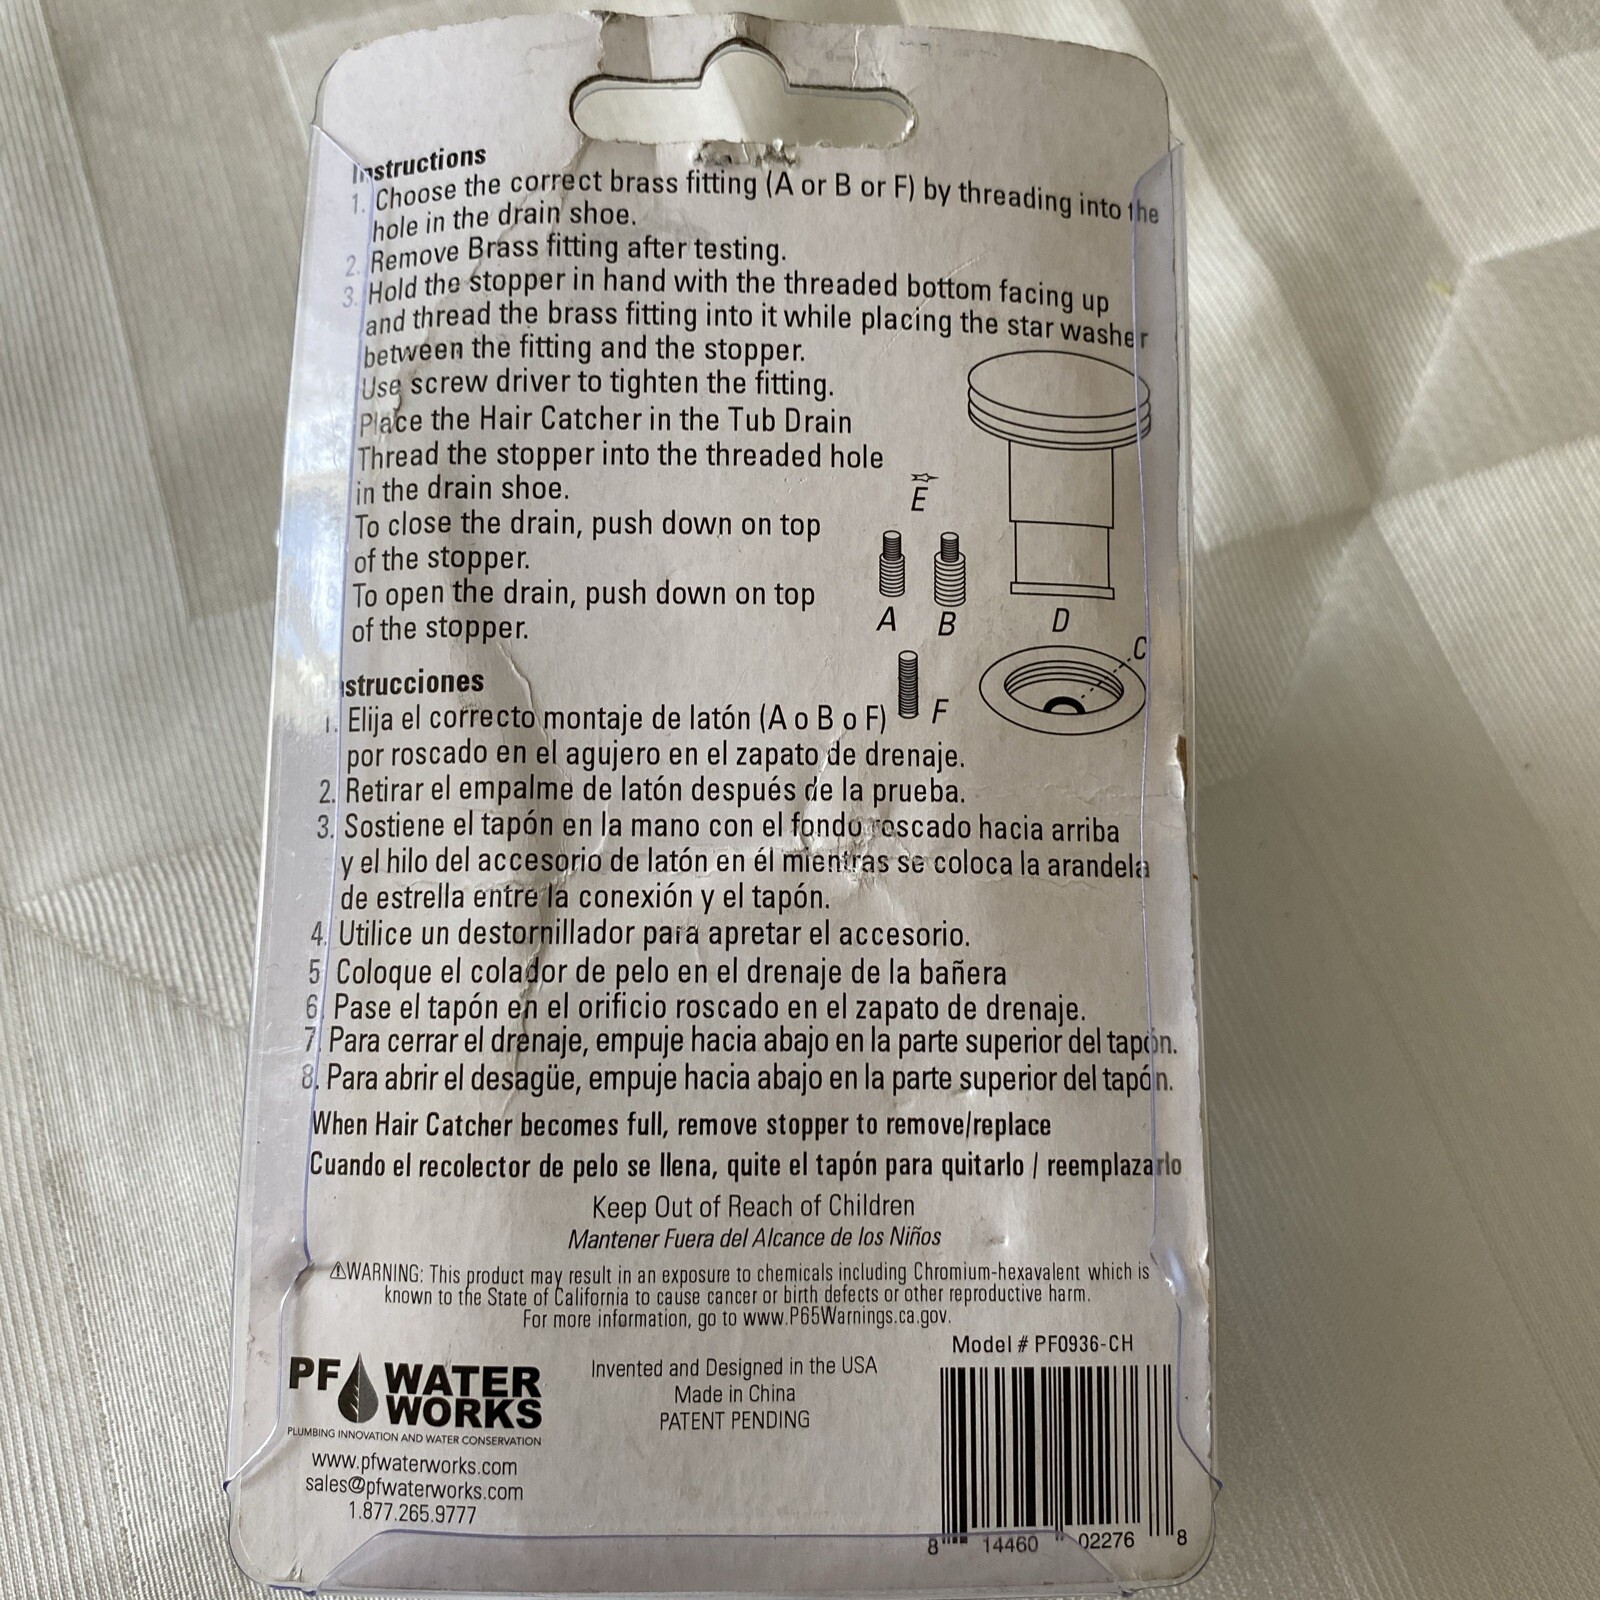 Instructions
1. Choose the correct brass fitting (A or B or F) by threading into the
hole in the drain shoe.
2. Remove Brass fitting after testing.
3. Hold the stopper in hand with the threaded bottom facing up
and thread the brass fitting into it while placing the star washer
between the fitting and the stopper.
Use screw driver to tighten the fitting.
Place the Hair Catcher in the Tub Drain
Thread the stopper into the threaded hole
in the drain shoe.
To close the drain, push down on top
of the stopper.
8 To open the drain, push down on top
of the stopper.
E
A
B
D
C
F
nstrucciones
1. Elija el correcto montaje de latón (A o B o F)
por roscado en el agujero en el zapato de drenaje.
2. Retirar el empalme de latón después de la prueba.
3. Sostiene el tapón en la mano con el fondo roscado hacia arriba
y el hilo del accesorio de latón en él mientras se coloca la arandela
de estrella entre la conexión y el tapón.
4. Utilice un destornillador para apretar el accesorio.
5 Coloque el colador de pelo en el drenaje de la bañera
6. Pase el tapón en el orificio roscado en el zapato de drenaje.
7. Para cerrar el drenaje, empuje hacia abajo en la parte superior del tapón.
8. Para abrir el desagüe, empuje hacia abajo en la parte superior del tapón.
When Hair Catcher becomes full, remove stopper to remove/replace
Cuando el recolector de pelo se llena, quite el tapón para quitarlo / reemplazarlo
Keep Out of Reach of Children
Mantener Fuera del Alcance de los Niños
⚠WARNING: This product may result in an exposure to chemicals including Chromium-hexavalent which is
known to the State of California to cause cancer or birth defects or other reproductive harm.
For more information, go to www.P65Warnings.ca.gov.
Model # PF0936-CH
PF WATER
WORKS
PLUMBING INNOVATION AND WATER CONSERVATION
www.pfwaterworks.com
sales@pfwaterworks.com
1.877.265.9777
Invented and Designed in the USA
Made in China
PATENT PENDING
8 14460 02276 8